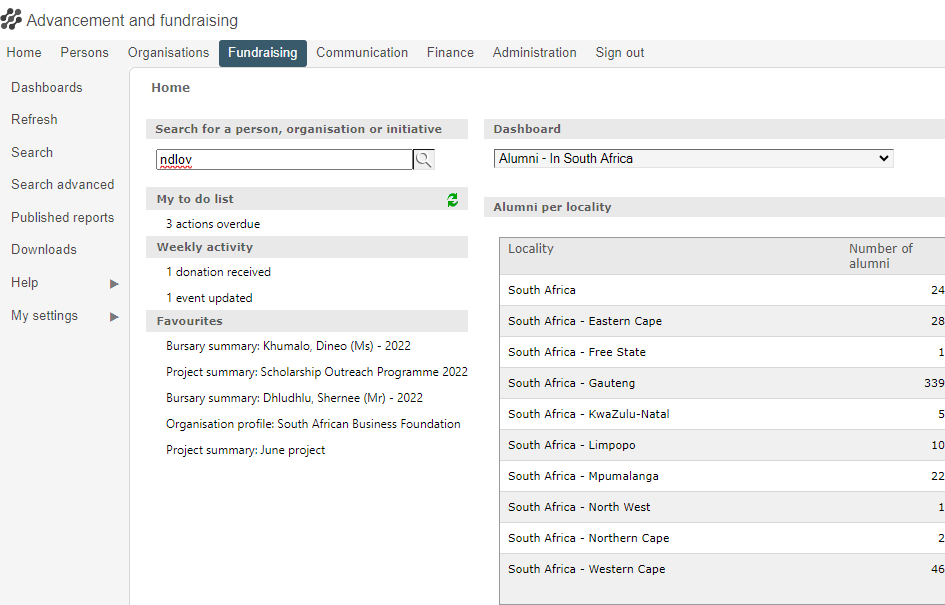 Advancement and fundraising
Home Persons Organisations Fundraising Communication Finance Administration Sign out
Dashboards
Refresh
Search
Search advanced
Published reports
Downloads
Help
My settings
Home
Search for a person, organisation or initiative
ndlov
My to do list
3 actions overdue
Weekly activity
1 donation received
1 event updated
Favourites
Bursary summary: Khumalo, Dineo (Ms) - 2022
Project summary: Scholarship Outreach Programme 2022
Bursary summary: Dhludhlu, Shernee (Mr) - 2022
Organisation profile: South African Business Foundation
Project summary: June project
Dashboard
Alumni - In South Africa
Alumni per locality
Locality Number of
alumni
South Africa 24
South Africa - Eastern Cape 28
South Africa - Free State 1
South Africa - Gauteng 339
South Africa - KwaZulu-Natal 5
South Africa - Limpopo 10
South Africa - Mpumalanga 22
South Africa - North West 1
South Africa - Northern Cape 2
South Africa - Western Cape 46